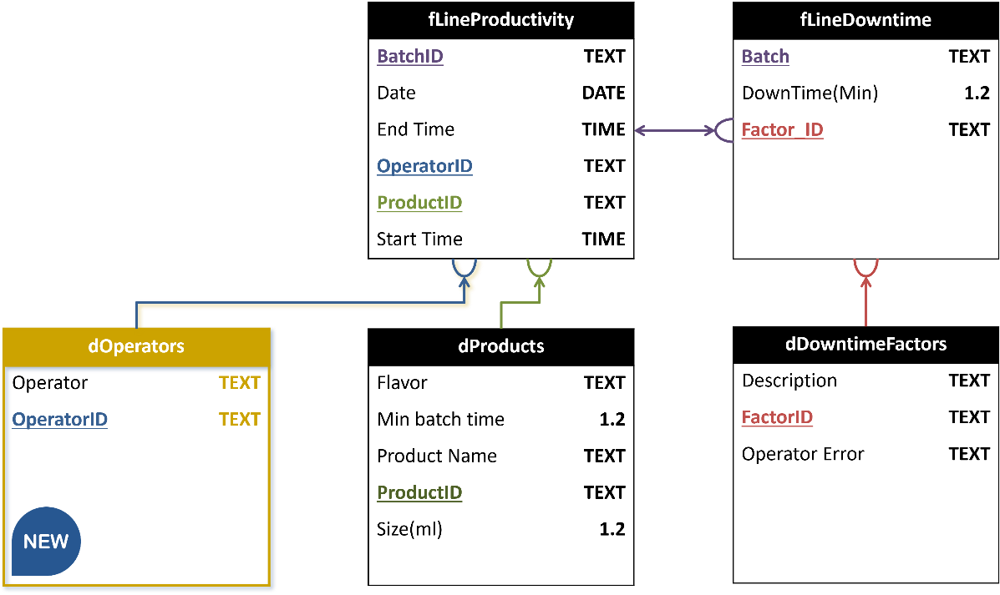 fLineProductivity
BatchID TEXT
Date DATE
End Time TIME
OperatorID TEXT
ProductID TEXT
Start Time TIME
fLineDowntime
Batch TEXT
DownTime(Min) 1.2
Factor_ID TEXT
dOperators
Operator TEXT
OperatorID TEXT
NEW
dProducts
Flavor TEXT
Min batch time 1.2
Product Name TEXT
ProductID TEXT
Size(ml) 1.2
dDowntimeFactors
Description TEXT
FactorID TEXT
Operator Error TEXT